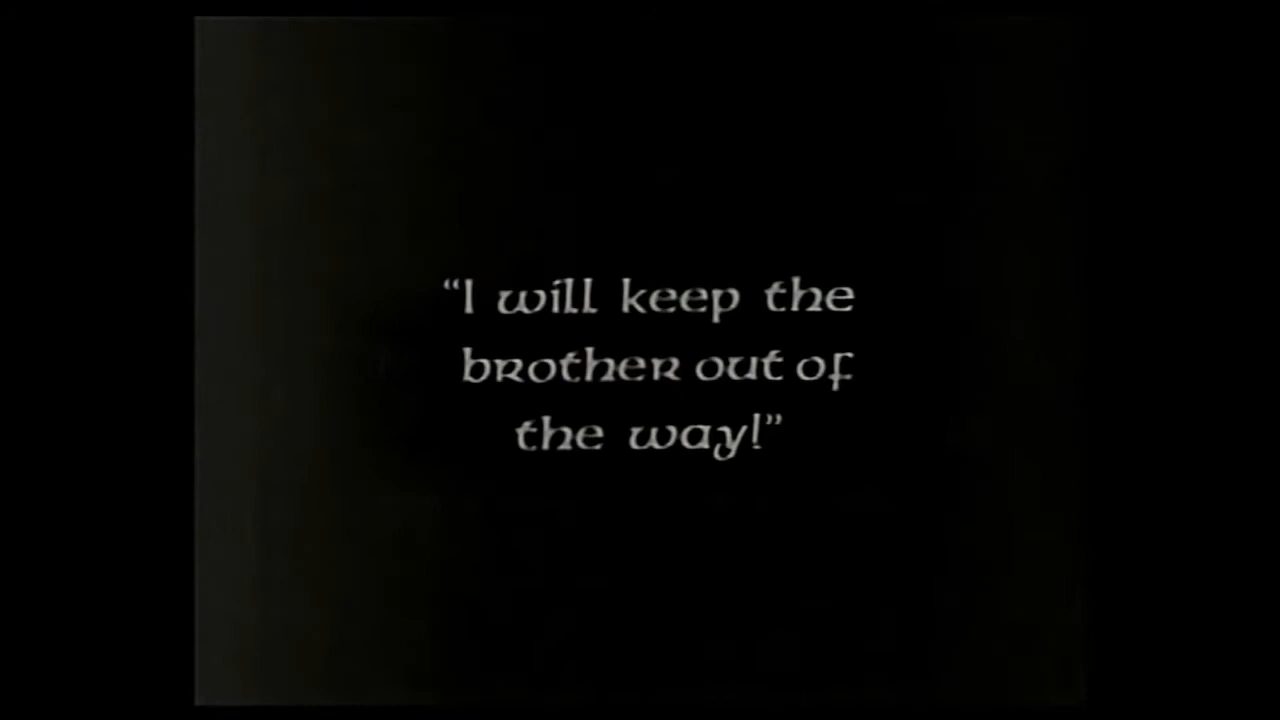 “I will keep the
brother out of
the way!”